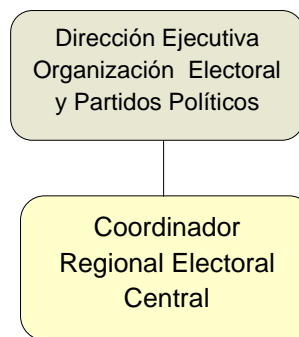 Dirección Ejecutiva
Organización Electoral
y Partidos Políticos
Coordinador
Regional Electoral
Central